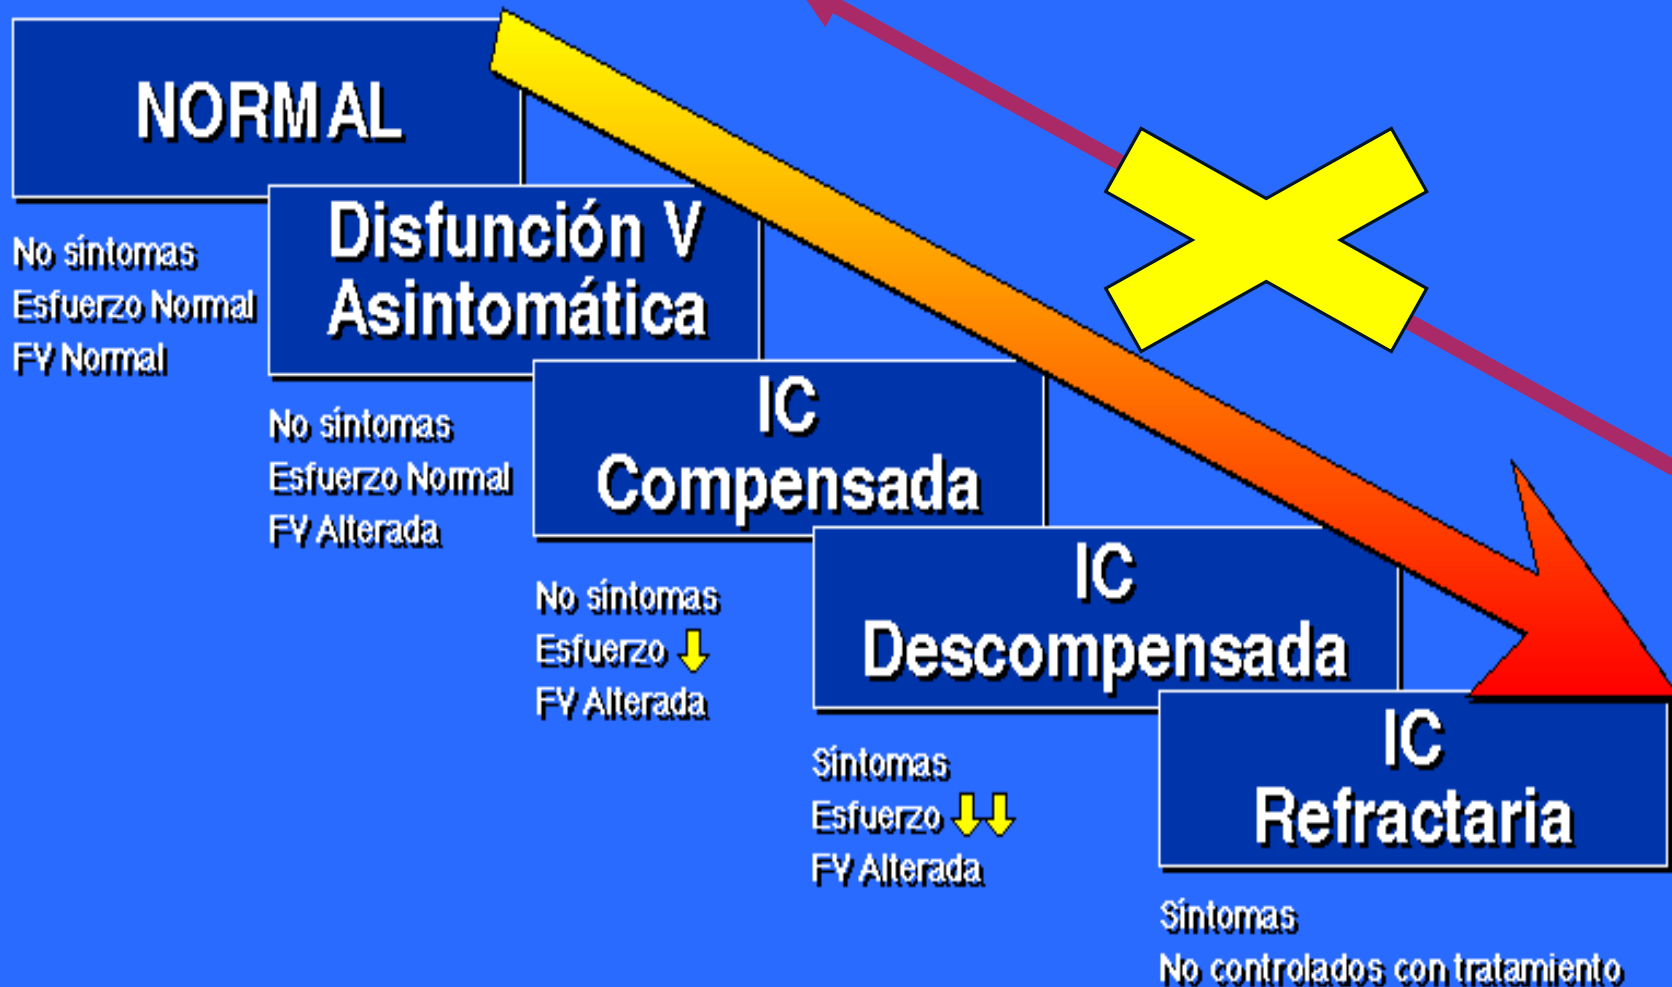 NORMAL
No síntomas
Esfuerzo Normal
FV Normal
Disfunción V
Asintomática
No síntomas
Esfuerzo Normal
FV Alterada
IC
Compensada
No síntomas
Esfuerzo
FV Alterada
IC
Descompensada
Síntomas
Esfuerzo
FV Alterada
IC
Refractaria
Síntomas
No controlados con tratamiento